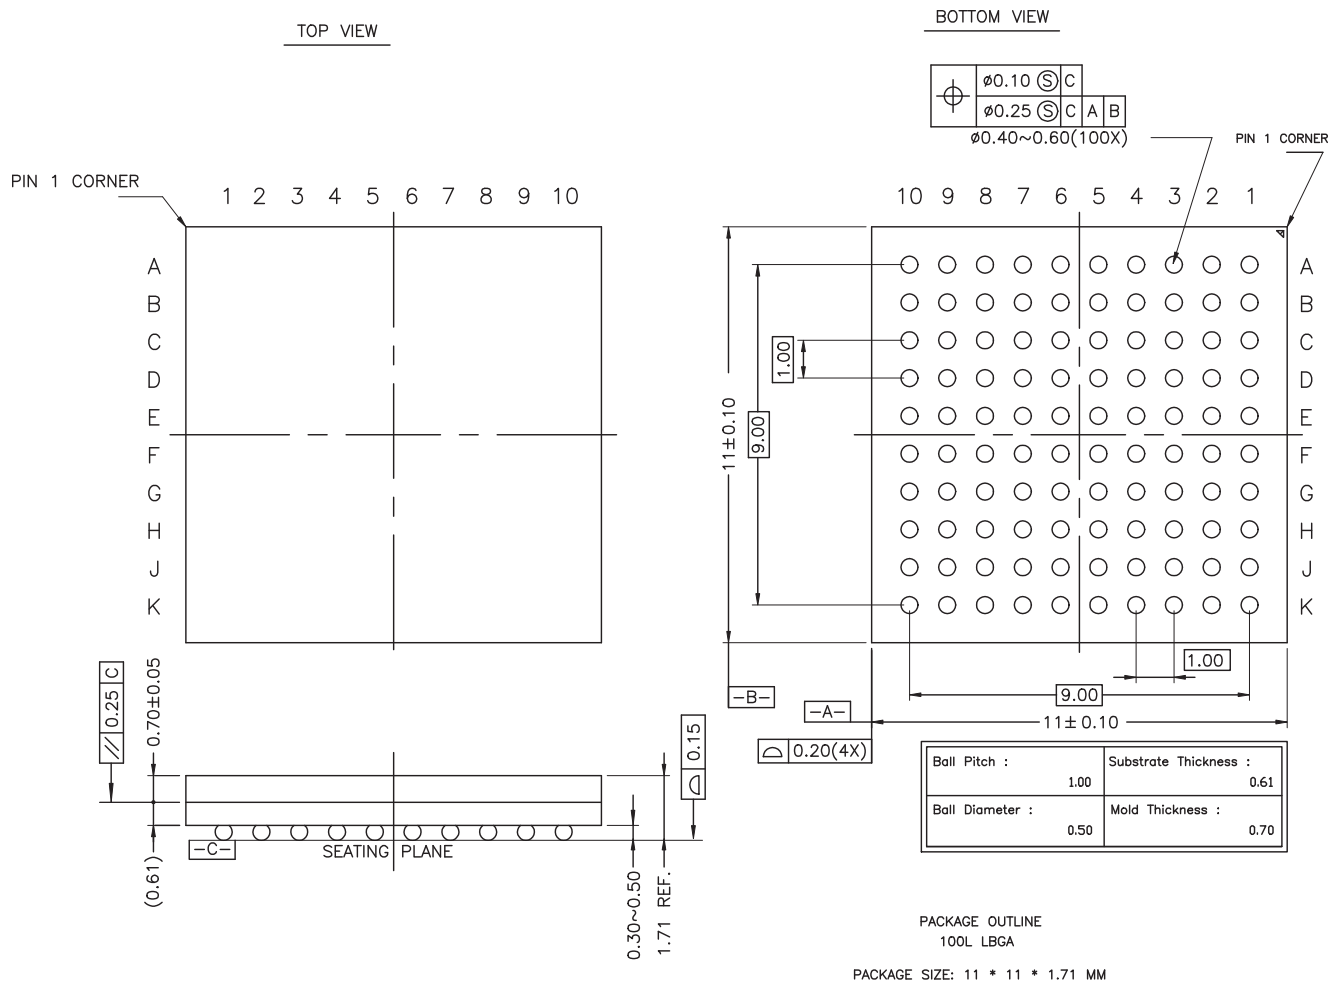 TOP VIEW
BOTTOM VIEW
⌀0.10 Ⓢ C
⌀0.25 Ⓢ C A B
⌀0.40~0.60(100X)
PIN 1 CORNER
PIN 1 CORNER
1 2 3 4 5 6 7 8 9 10
10 9 8 7 6 5 4 3 2 1
A
B
C
D
E
F
G
H
J
K
A
B
C
D
E
F
G
H
J
K
1.00
9.00
11±0.10
1.00
9.00
11±0.10
-B-
-A-
0.20(4X)
// 0.25 C
0.70±0.05
(0.61)
-C-
SEATING PLANE
0.30~0.50
1.71 REF.
0.15
Ball Pitch :
1.00
Substrate Thickness :
0.61
Ball Diameter :
0.50
Mold Thickness :
0.70
PACKAGE OUTLINE
100L LBGA
PACKAGE SIZE: 11 * 11 * 1.71 MM